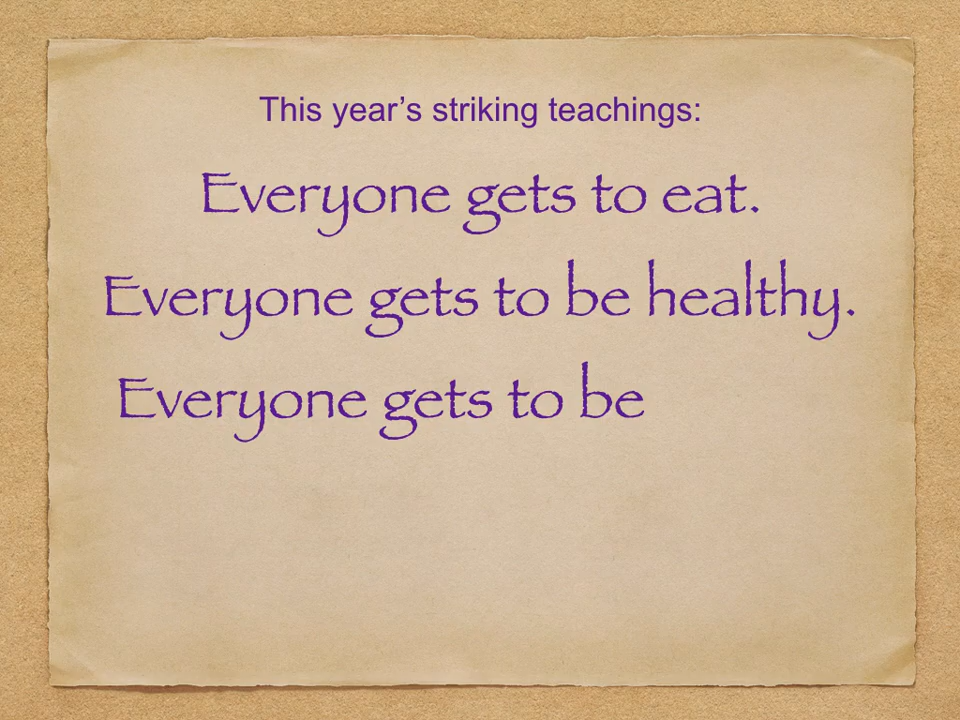 This year’s striking teachings:
Everyone gets to eat.
Everyone gets to be healthy.
Everyone gets to be